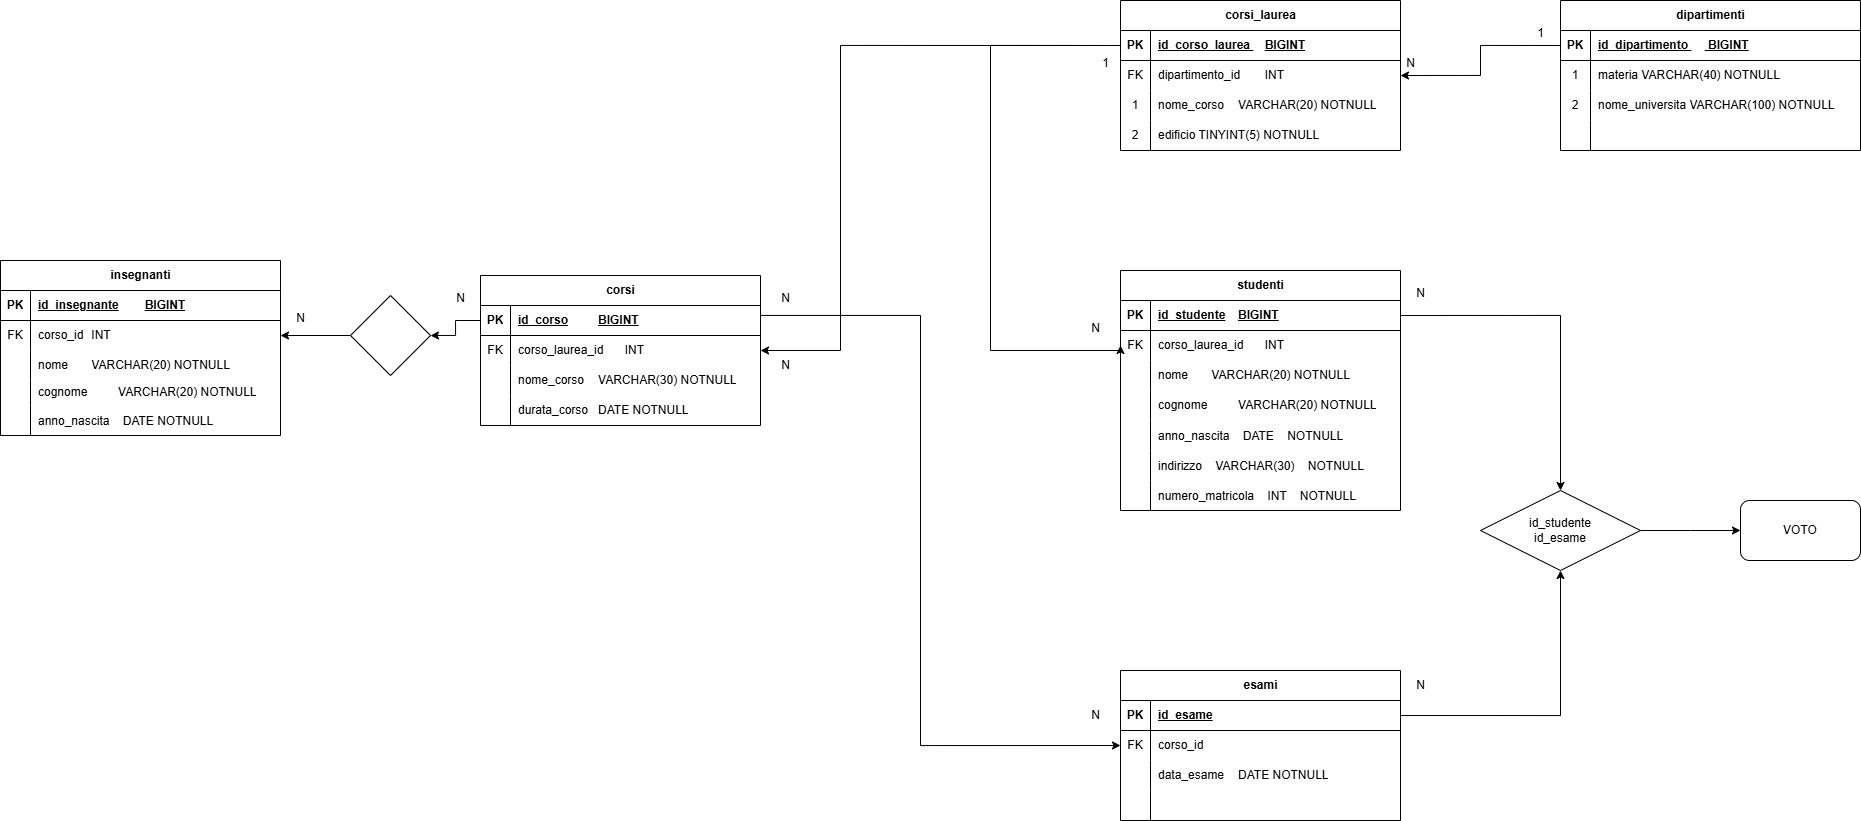 corsi_laurea
PK id_corso_laurea BIGINT
FK dipartimento_id INT
1 nome_corso VARCHAR(20) NOTNULL
2 edificio TINYINT(5) NOTNULL
dipartimenti
PK id_dipartimento BIGINT
1 materia VARCHAR(40) NOTNULL
2 nome_universita VARCHAR(100) NOTNULL
1
N
1
insegnanti
PK id_insegnante BIGINT
FK corso_id INT
nome VARCHAR(20) NOTNULL
cognome VARCHAR(20) NOTNULL
anno_nascita DATE NOTNULL
N
N
corsi
PK id_corso BIGINT
FK corso_laurea_id INT
nome_corso VARCHAR(30) NOTNULL
durata_corso DATE NOTNULL
N
N
N
studenti
PK id_studente BIGINT
FK corso_laurea_id INT
nome VARCHAR(20) NOTNULL
cognome VARCHAR(20) NOTNULL
anno_nascita DATE NOTNULL
indirizzo VARCHAR(30) NOTNULL
numero_matricola INT NOTNULL
N
id_studente
id_esame
VOTO
N
esami
PK id_esame
FK corso_id
data_esame DATE NOTNULL
N